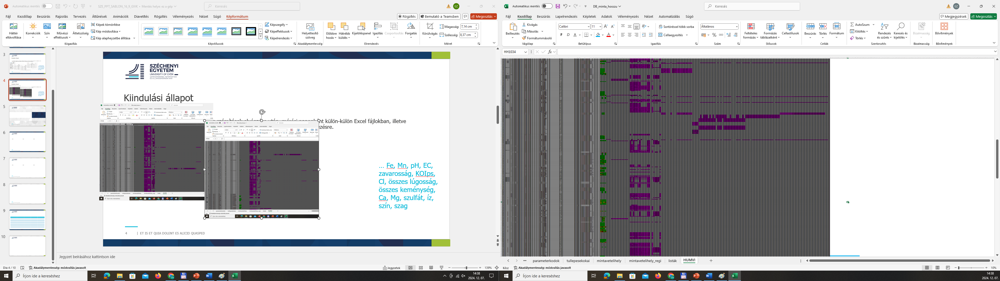 Automatikus mentés
SZE_PPT_SABLON_16_9_GIVK • Mentés helye: ez a gép
Keresés
GZ
Fájl Kezdőlap Beszúrás Rajzolás Tervezés Áttűnések Animációk Diavetítés Rögzítés Véleményezés Nézet Súgó Képformátum
Rögzítés Bemutató a Teamsben Megosztás
Háttér eltávolítása
Korrekciók Szín Művészi effektusok Áttetszőség
Képek tömörítése
Kép módosítása
Kép alaphelyzetbe állítása
Kiigazítás
Képszegély
Képeffektusok
Képelrendezés
Képstílusok
Helyettesítő szöveg
Akadálymentesség
Előbbre hozás Hátrébb küldés Kijelöléspanel Igazítás Csoportosítás Forgatás
Elrendezés
Körülvágás
Magasság: 7,14 cm
Szélesség: 8,37 cm
Méret
3
4
5
6
7
8
9
10
SZÉCHENYI
EGYETEM
UNIVERSITY OF GYŐR
GÉPÉSZMÉRNÖKI, INFORMATIKAI
ÉS VILLAMOSMÉRNÖKI KAR
Kiindulási állapot
külön-külön Excel fájlokban, illetve
... Fe, Mn, pH, EC,
zavarosság, KOIps,
Cl, összes lúgosság,
összes keménység,
Ca, Mg, szulfát, íz,
szín, szag
4 | ET IS ET QUIA DOLENT ES ALICID QUASPED
Jegyzet beírásához kattintson ide
Dia 4 / 10 Akadálymentesség: módosítás javasolt
Jegyzetek 139%
Írjon ide a kereséshez
14:38
2024. 12. 07.
Automatikus mentés
DB_minta_hosszu
Keresés
GZ
Fájl Kezdőlap Beszúrás Lapelrendezés Képletek Adatok Véleményezés Nézet Automatizálás Súgó
Megjegyzések Megosztás
Beillesztés
Kivágás
Másolás
Formátummásoló
Vágólap
Calibri 11
F D A
Betűtípus
Sortöréssel több sorba
Cellaegyesítés
Igazítás
Általános
% 000
Szám
Feltételes formázás Formázás táblázatként Cellastílusok
Stílusok
Beszúrás Törlés Formátum
Cellák
AutoSzum
Kitöltés
Törlés
Rendezés és szűrés Keresés és kijelölés
Szerkesztés
Bizalmasság
Bizalmasság
Bővítmények
Bővítmények
HH1034
fx
parameterkodok tullepesekokai mintavetelihely mintavetelihely_regi listák HUMVI
Kész Akadálymentesség: módosítás javasolt
10%
Írjon ide a kereséshez
14:38
2024. 12. 07.